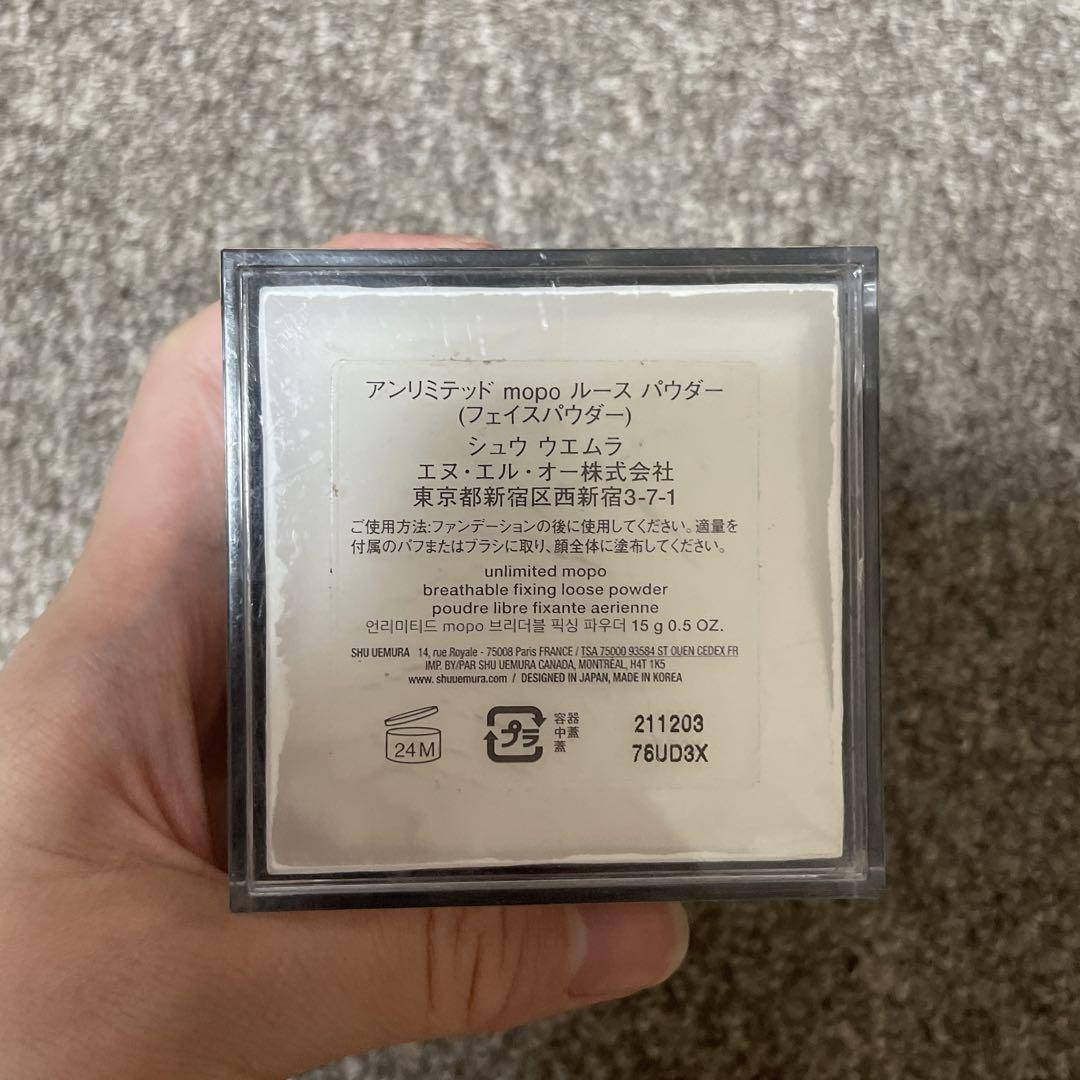 アンリミテッド mopo ルース パウダー
(フェイスパウダー)
シュウ ウエムラ
エヌ・エル・オー株式会社
東京都新宿区西新宿3-7-1
ご使用方法:ファンデーションの後に使用してください。適量を
付属のパフまたはブラシに取り、顔全体に塗布してください。
unlimited mopo
breathable fixing loose powder
poudre libre fixante aerienne
언리미티드 mopo 브리더블 픽싱 파우더 15 g 0.5 OZ.
SHU UEMURA 14, rue Royale - 75008 Paris FRANCE / TSA 75000 93584 ST OUEN CEDEX FR
IMP. BY/PAR SHU UEMURA CANADA, MONTRÉAL, H4T 1K5
www. shuuemura.com / DESIGNED IN JAPAN, MADE IN KOREA
24M
プラ
容器
中蓋
蓋
211203
76UD3X